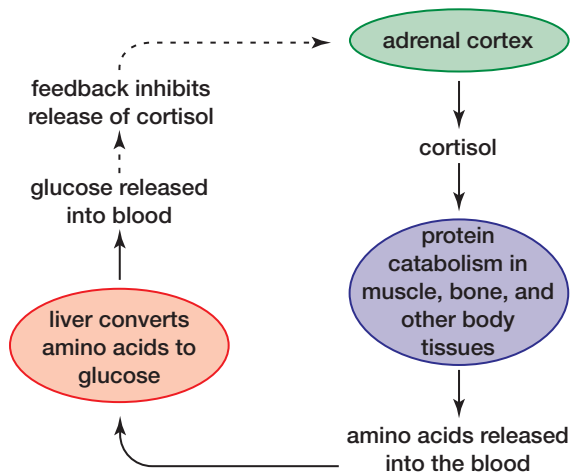 adrenal cortex
cortisol
protein
catabolism in
muscle, bone, and
other body
tissues
amino acids released
into the blood
liver converts
amino acids to
glucose
glucose released
into blood
feedback inhibits
release of cortisol